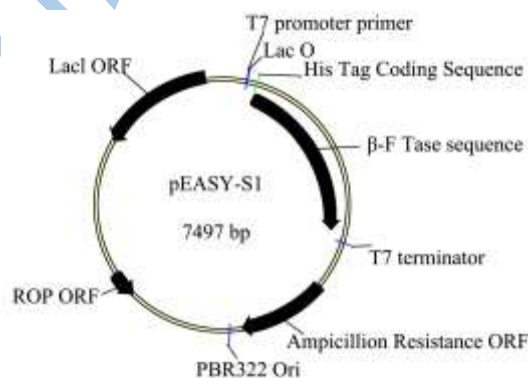 T7 promoter primer
Lac O
LacI ORF
His Tag Coding Sequence
β-F Tase sequence
pEASY-S1
7497 bp
T7 terminator
ROP ORF
Ampicillion Resistance ORF
PBR322 Ori